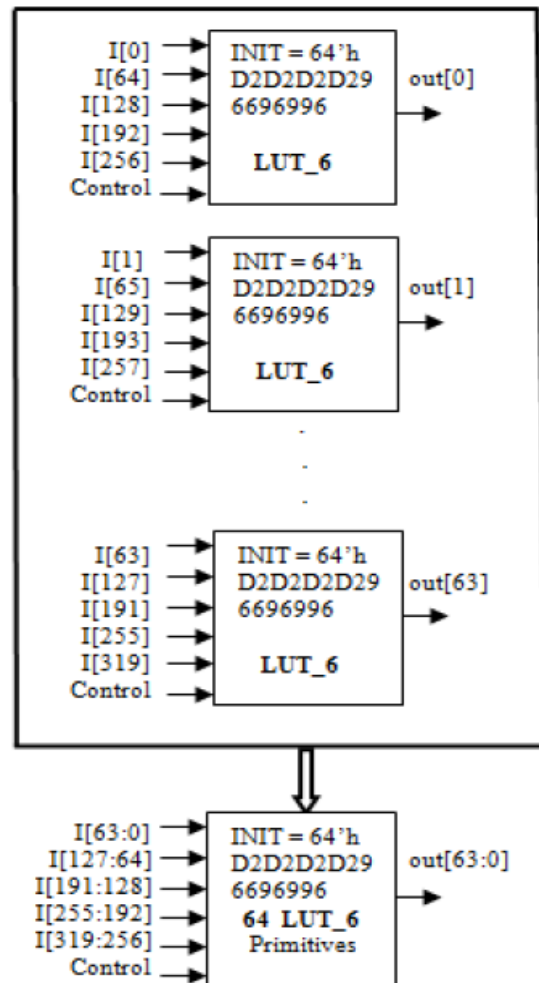 I[0]
I[64]
I[128]
I[192]
I[256]
Control
INIT = 64’h
D2D2D2D29
6696996
LUT_6
out[0]
I[1]
I[65]
I[129]
I[193]
I[257]
Control
INIT = 64’h
D2D2D2D29
6696996
LUT_6
out[1]
I[63]
I[127]
I[191]
I[255]
I[319]
Control
INIT = 64’h
D2D2D2D29
6696996
LUT_6
out[63]
I[63:0]
I[127:64]
I[191:128]
I[255:192]
I[319:256]
Control
INIT = 64’h
D2D2D2D29
6696996
64 LUT_6
Primitives
out[63:0]